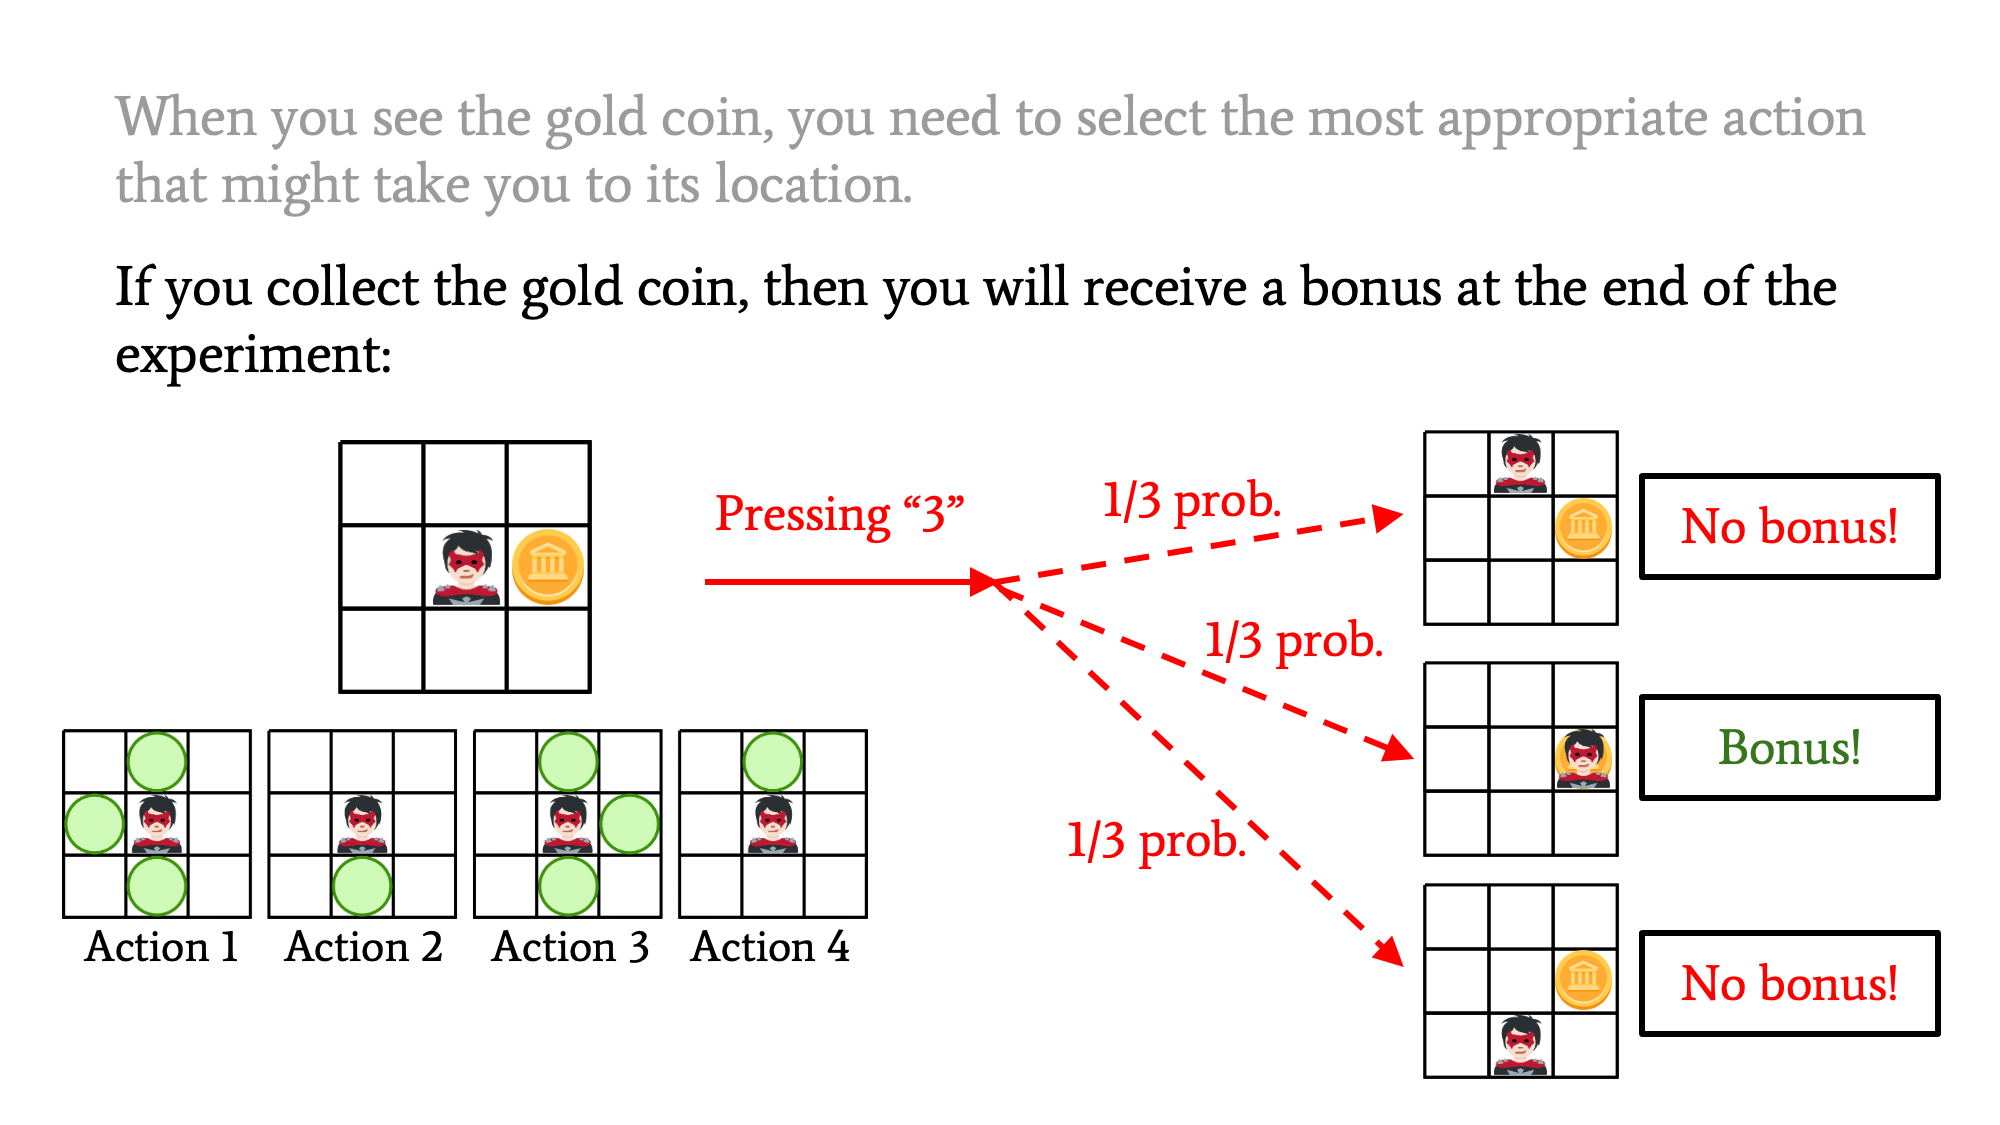 When you see the gold coin, you need to select the most appropriate action
that might take you to its location.
If you collect the gold coin, then you will receive a bonus at the end of the
experiment:
Pressing “3”
1/3 prob.
No bonus!
1/3 prob.
Bonus!
1/3 prob.
No bonus!
Action 1
Action 2
Action 3
Action 4